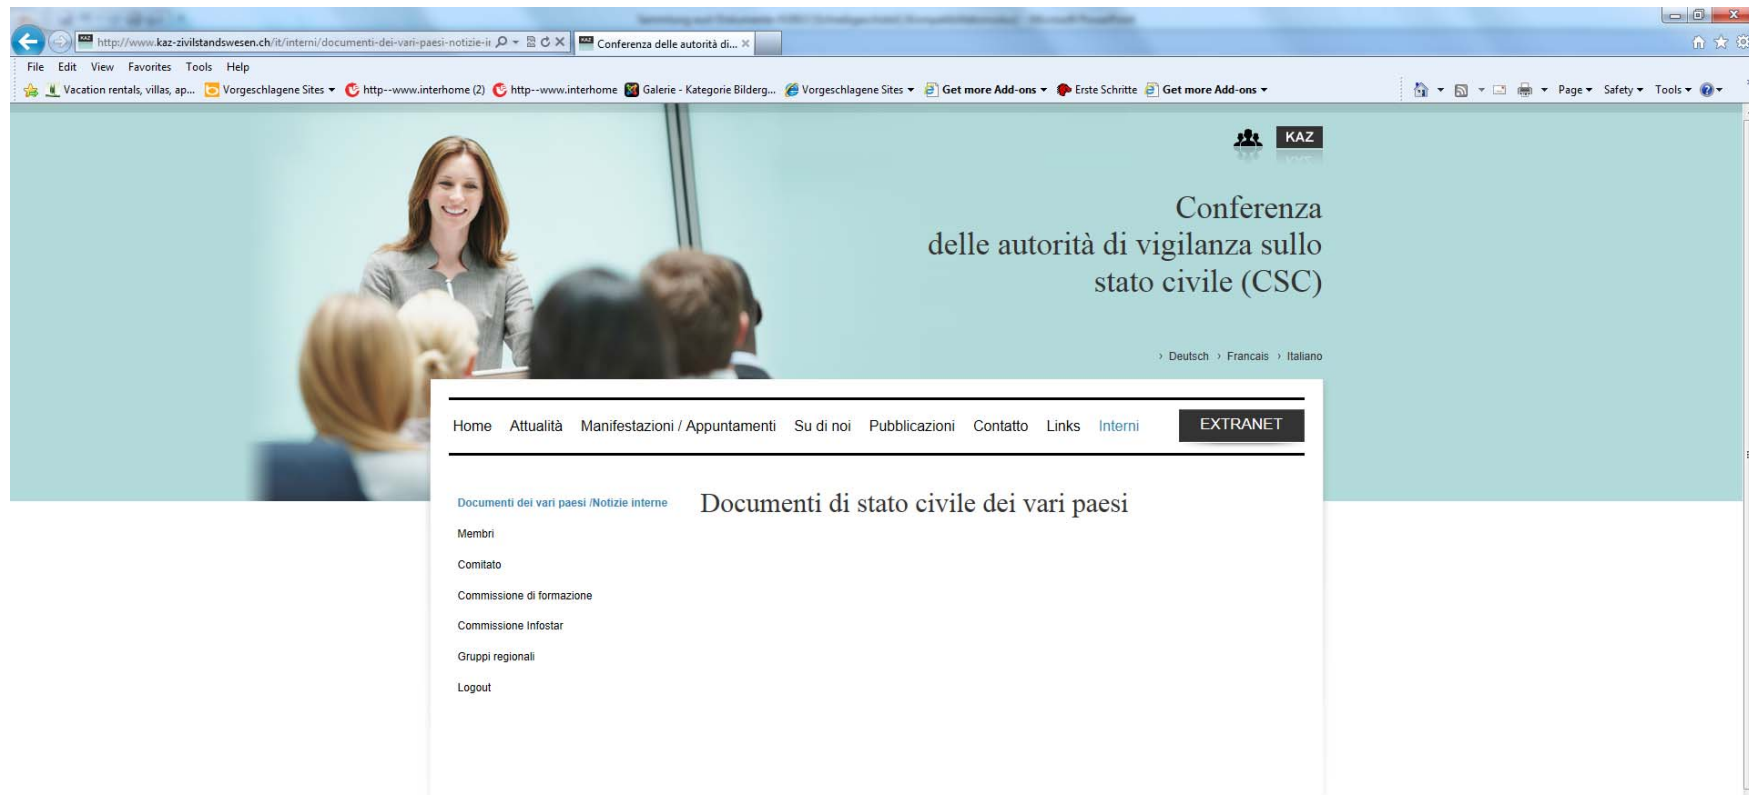 http://www.kaz-zivilstandswesen.ch/it/interni/documenti-dei-vari-paesi-notizie-ir
Conferenza delle autorità di...
File Edit View Favorites Tools Help
Vacation rentals, villas, ap... Vorgeschlagene Sites http--www.interhome (2) http--www.interhome Galerie - Kategorie Bilderg... Vorgeschlagene Sites Get more Add-ons Erste Schritte Get more Add-ons Page Safety Tools
KAZ
Conferenza
delle autorità di vigilanza sullo
stato civile (CSC)
› Deutsch › Francais › Italiano
Home Attualità Manifestazioni / Appuntamenti Su di noi Pubblicazioni Contatto Links Interni EXTRANET
Documenti dei vari paesi /Notizie interne
Documenti di stato civile dei vari paesi
Membri
Comitato
Commissione di formazione
Commissione Infostar
Gruppi regionali
Logout